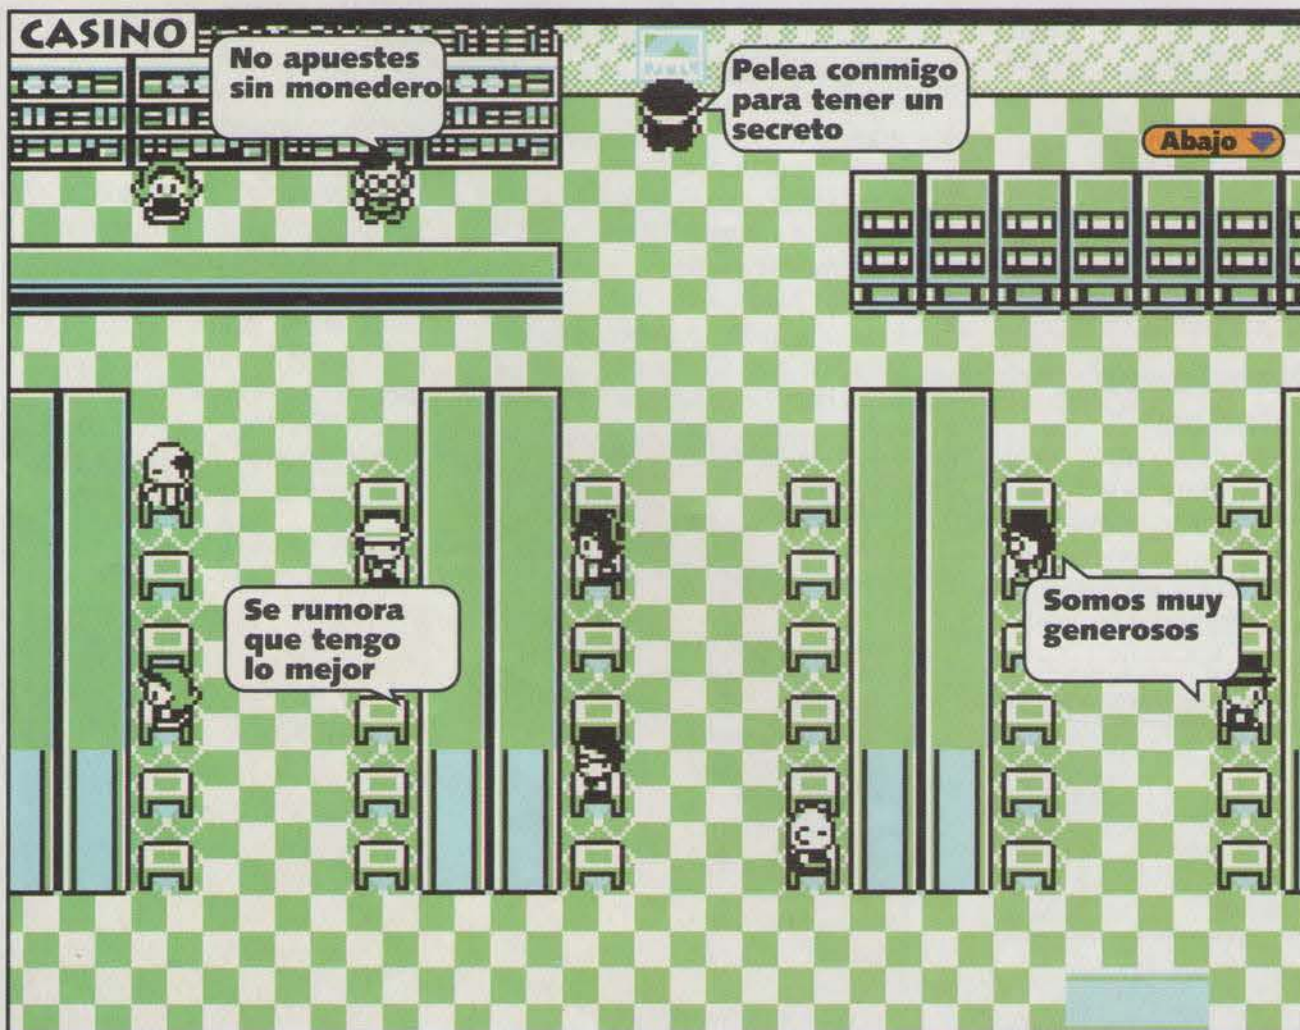 CASINO
No apuestes
sin monedero
Pelea conmigo
para tener un
secreto
Abajo
Se rumora
que tengo
lo mejor
Somos muy
generosos